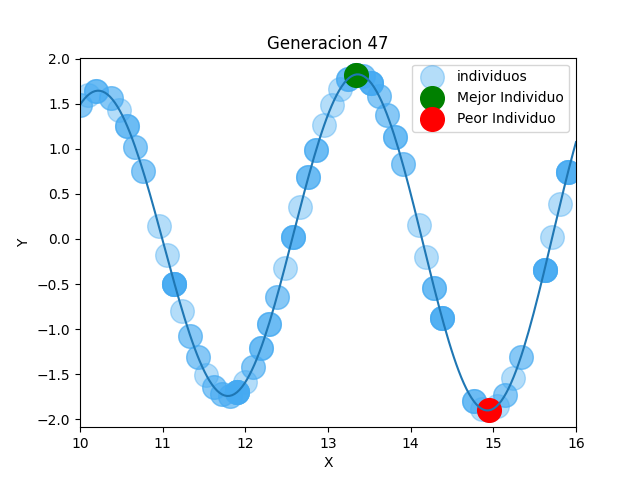 Generacion 47
individuos
Mejor Individuo
Peor Individuo
2.0
1.5
1.0
0.5
0.0
−0.5
−1.0
−1.5
−2.0
Y
10 11 12 13 14 15 16
X